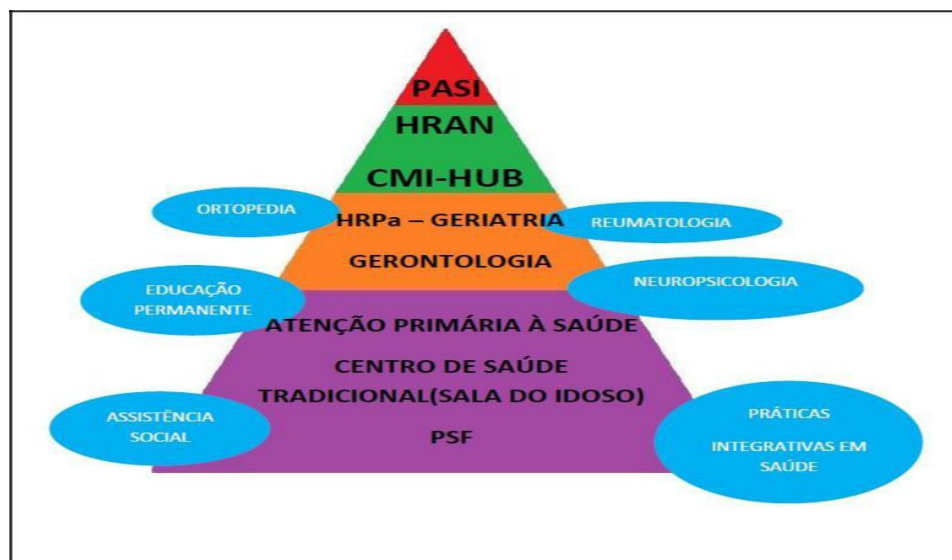 PASI
HRAN
CMI-HUB
ORTOPEDIA
HRPa – GERIATRIA
REUMATOLOGIA
GERONTOLOGIA
EDUCAÇÃO
PERMANENTE
NEUROPSICOLOGIA
ATENÇÃO PRIMÁRIA À SAÚDE
CENTRO DE SAÚDE
TRADICIONAL(SALA DO IDOSO)
PSF
ASSISTÊNCIA
SOCIAL
PRÁTICAS
INTEGRATIVAS EM
SAÚDE